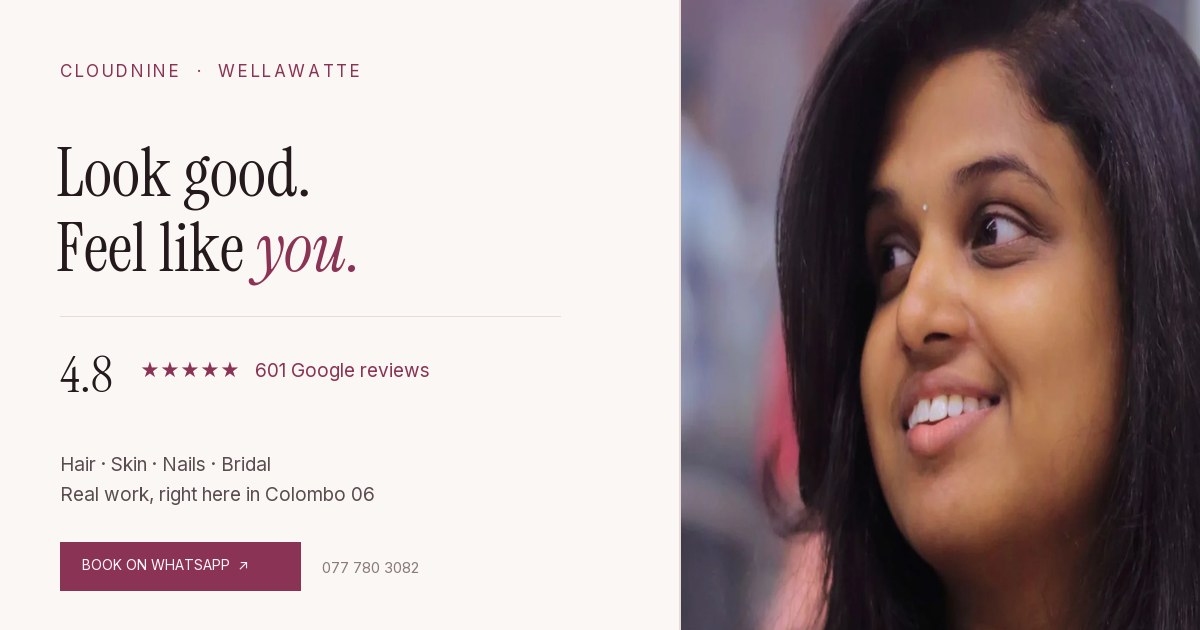 CLOUDNINE · WELLAWATTE
Look good.
Feel like you.
4.8 ★★★★★ 601 Google reviews
Hair · Skin · Nails · Bridal
Real work, right here in Colombo 06
BOOK ON WHATSAPP ↗ 077 780 3082